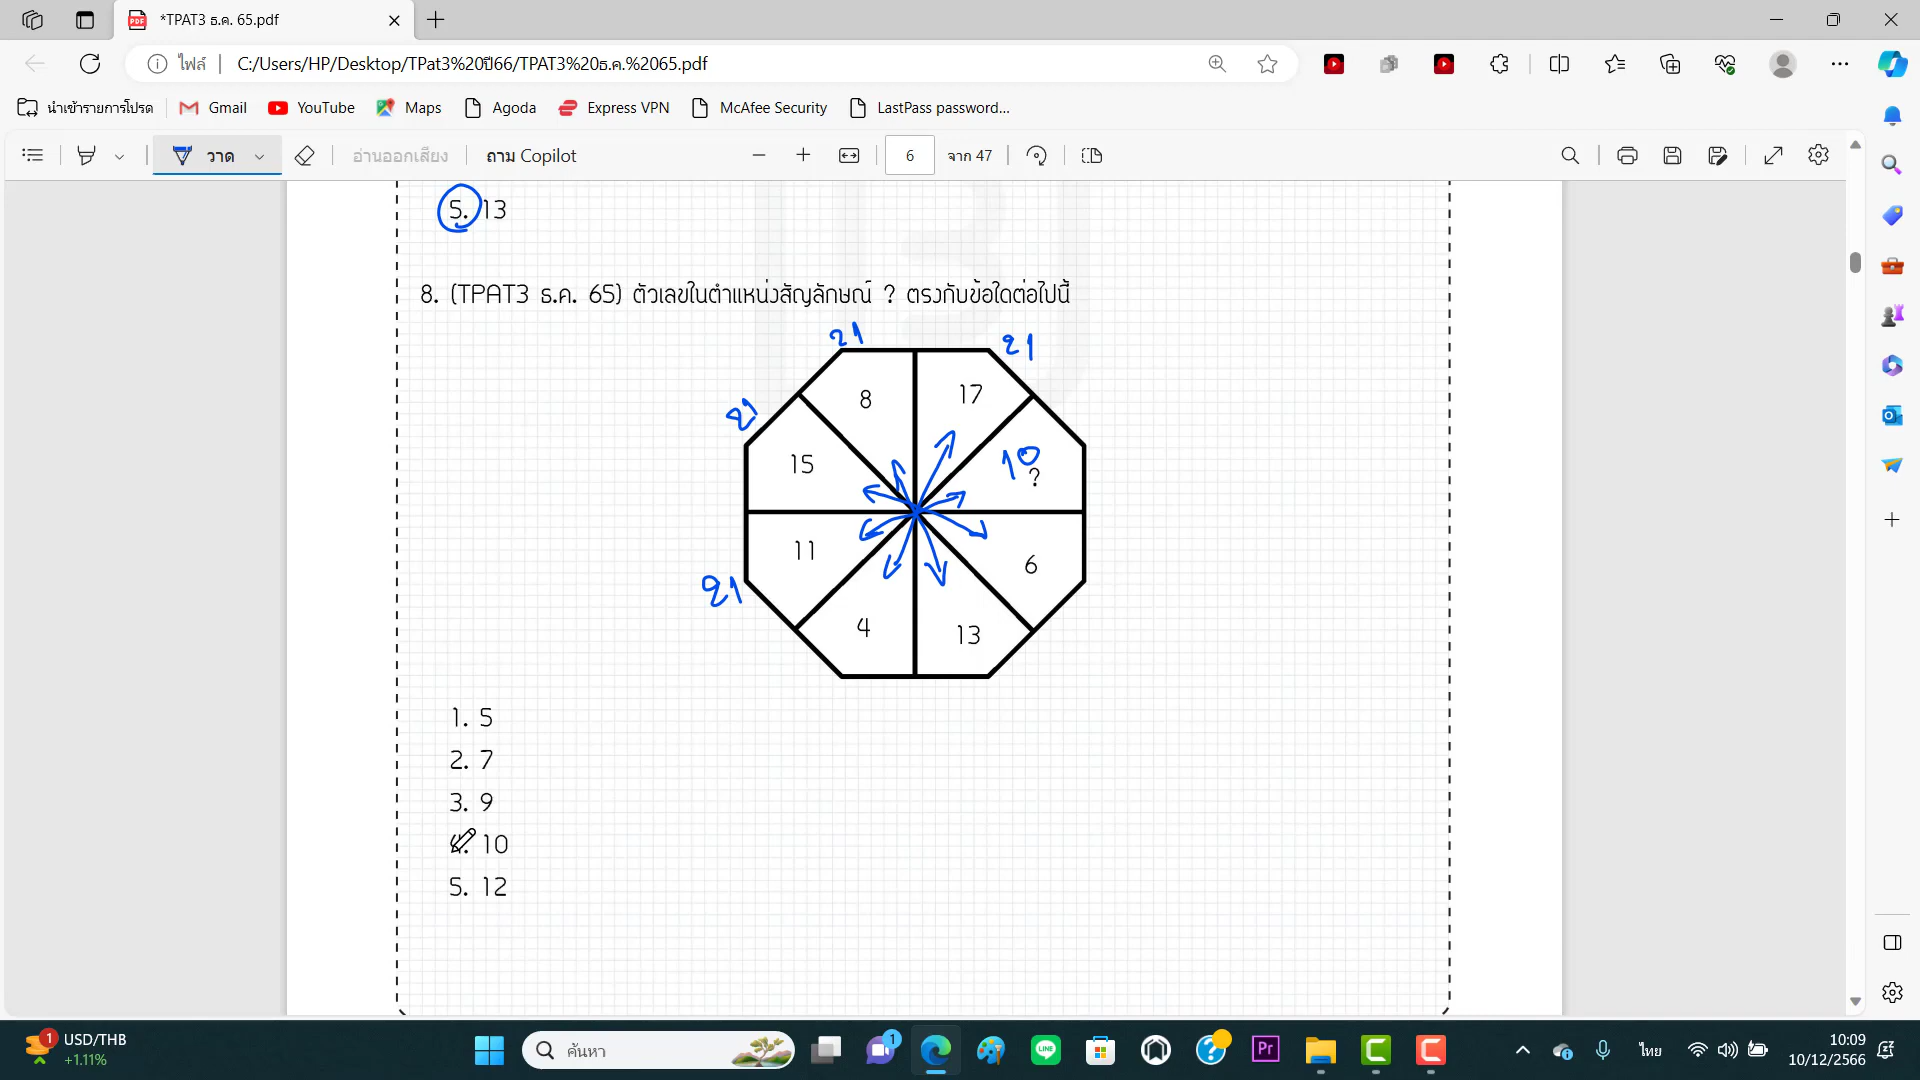 *TPAT3 ธ.ค. 65.pdf
ไฟล์ C:/Users/HP/Desktop/TPat3%20ปี66/TPAT3%20ธ.ค.%2065.pdf
นำเข้ารายการโปรด Gmail YouTube Maps Agoda Express VPN McAfee Security LastPass password...
วาด อ่านออกเสียง ถาม Copilot 6 จาก 47
5. 13
8. (TPAT3 ธ.ค. 65) ตัวเลขในตำแหน่งสัญลักษณ์ ? ตรงกับข้อใดต่อไปนี้
21 21
8 17
21
15 10
?
11 6
21
4 13
1. 5
2. 7
3. 9
4. 10
5. 12
1 USD/THB
+1.11%
ค้นหา
1
Pr
ไทย
10:09
10/12/2566